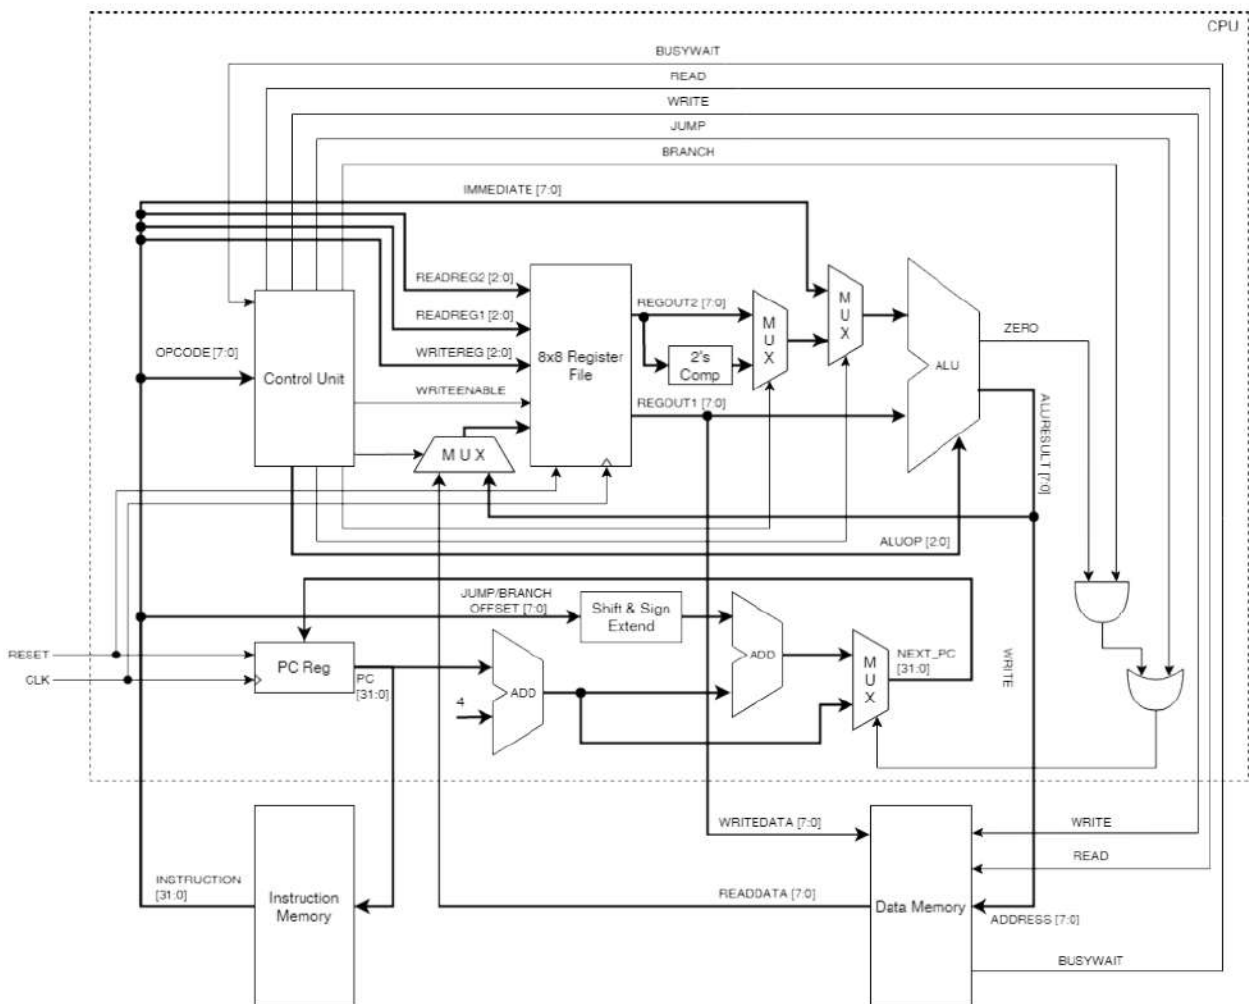 CPU
BUSYWAIT
READ
WRITE
JUMP
BRANCH
IMMEDIATE [7:0]
READREG2 [2:0]
REGOUT2 [7:0]
READREG1 [2:0]
WRITEREG [2:0]
OPCODE [7:0]
Control Unit
WRITEENABLE
8x8 Register
File
2's
Comp
MUX
MUX
ALU
ZERO
REGOUT1 [7:0]
MUX
ALURESULT [7:0]
ALUOP [2:0]
JUMP/BRANCH
OFFSET [7:0]
Shift & Sign
Extend
RESET
CLK
PC Reg
PC
[31:0]
4
ADD
ADD
MUX
NEXT_PC
[31:0]
WRITE
WRITEDATA [7:0]
WRITE
READ
INSTRUCTION
[31:0]
Instruction
Memory
READDATA [7:0]
Data Memory
ADDRESS [7:0]
BUSYWAIT